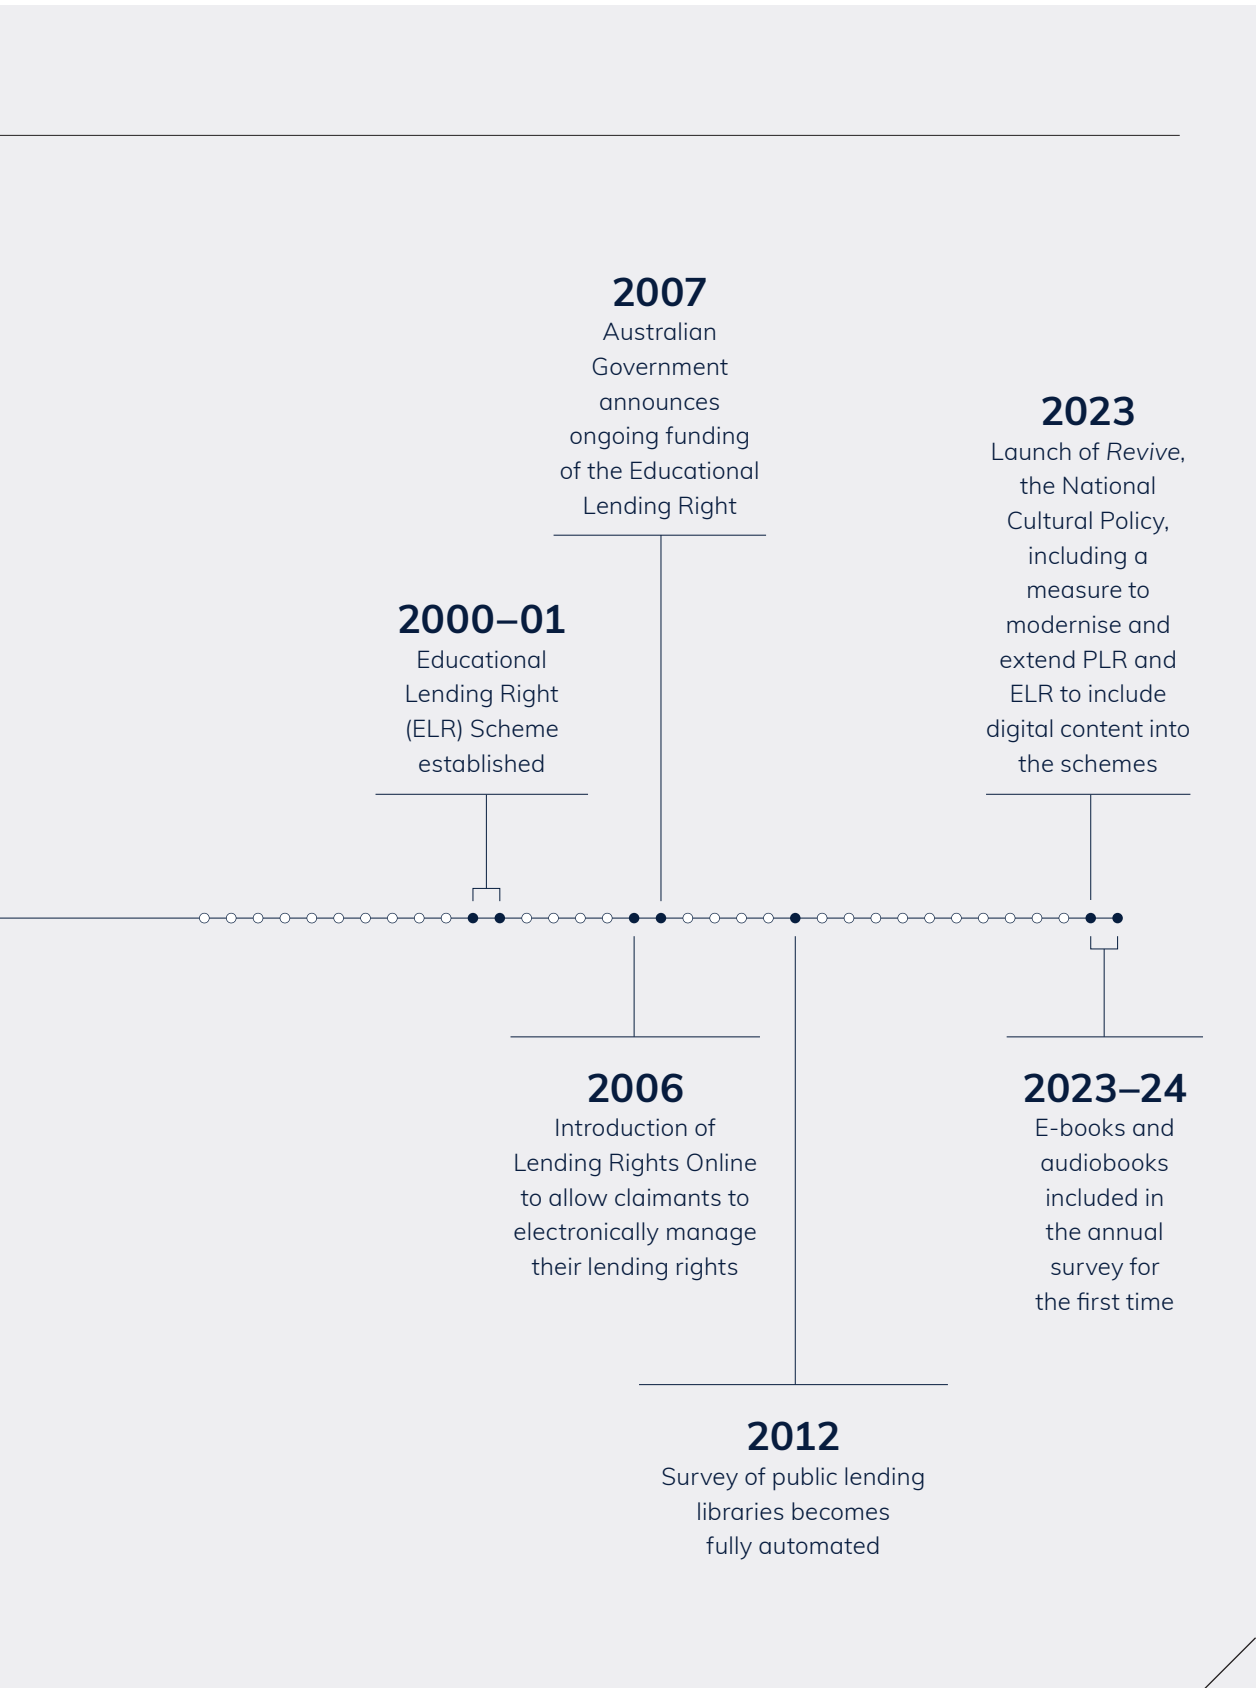 2007
Australian
Government
announces
ongoing funding
of the Educational
Lending Right
2023
Launch of Revive,
the National
Cultural Policy,
including a
measure to
modernise and
extend PLR and
ELR to include
digital content into
the schemes
2000–01
Educational
Lending Right
(ELR) Scheme
established
2006
Introduction of
Lending Rights Online
to allow claimants to
electronically manage
their lending rights
2023–24
E-books and
audiobooks
included in
the annual
survey for
the first time
2012
Survey of public lending
libraries becomes
fully automated